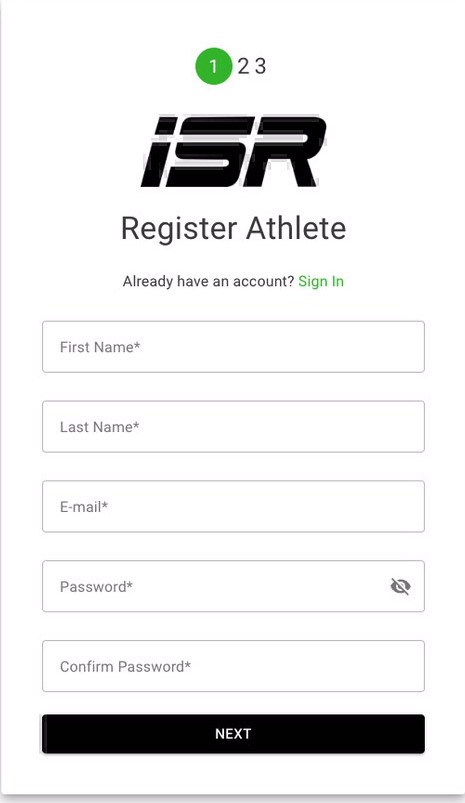 1 2 3
ISR
Register Athlete
Already have an account? Sign In
First Name*
Last Name*
E-mail*
Password*
Confirm Password*
NEXT